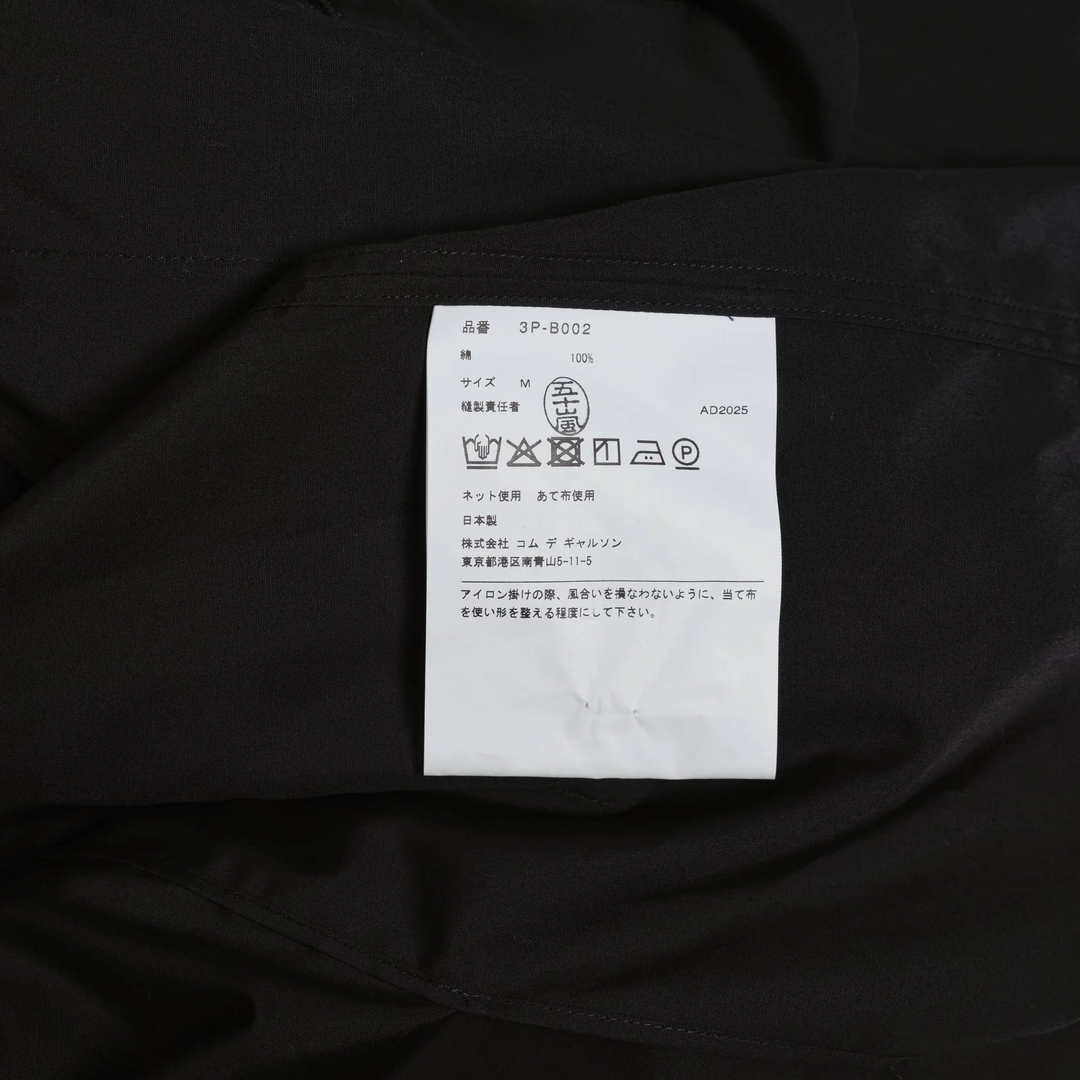 品番 3P-B002
綿 100%
サイズ M
縫製責任者 五十嵐 AD2025
P
ネット使用 あて布使用
日本製
株式会社 コム デ ギャルソン
東京都港区南青山5-11-5
アイロン掛けの際、風合いを損なわないように、当て布
を使い形を整える程度にして下さい。